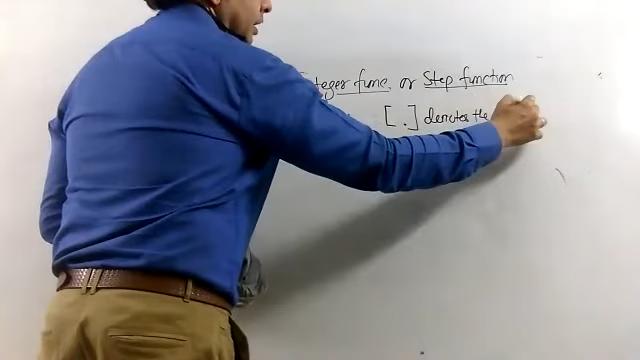 teger func. or Step function
[.] denotes the